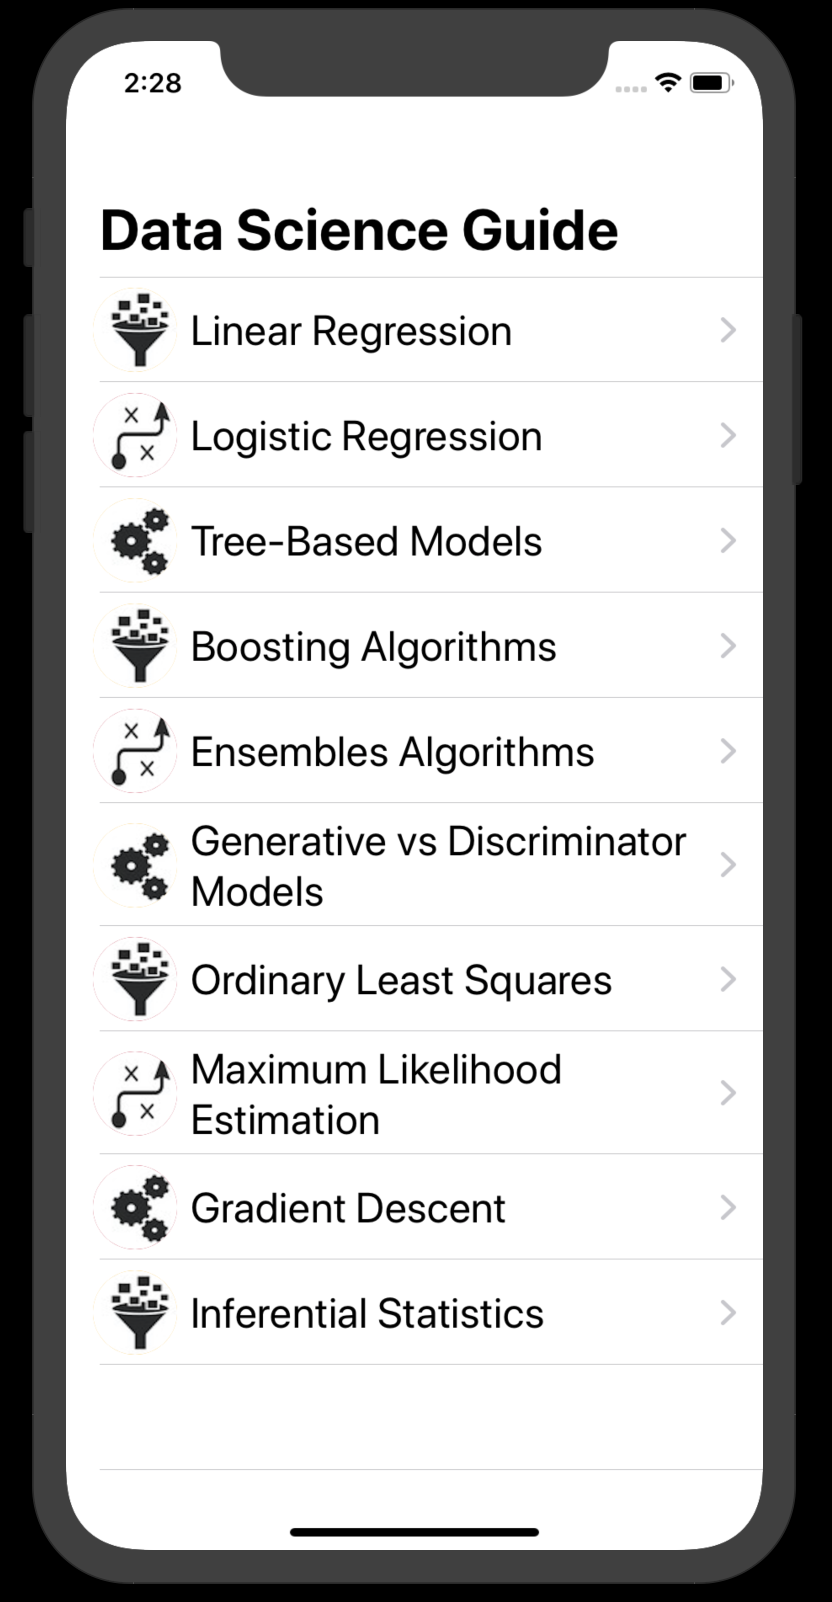 2:28
Data Science Guide
Linear Regression
Logistic Regression
Tree-Based Models
Boosting Algorithms
Ensembles Algorithms
Generative vs Discriminator
Models
Ordinary Least Squares
Maximum Likelihood
Estimation
Gradient Descent
Inferential Statistics